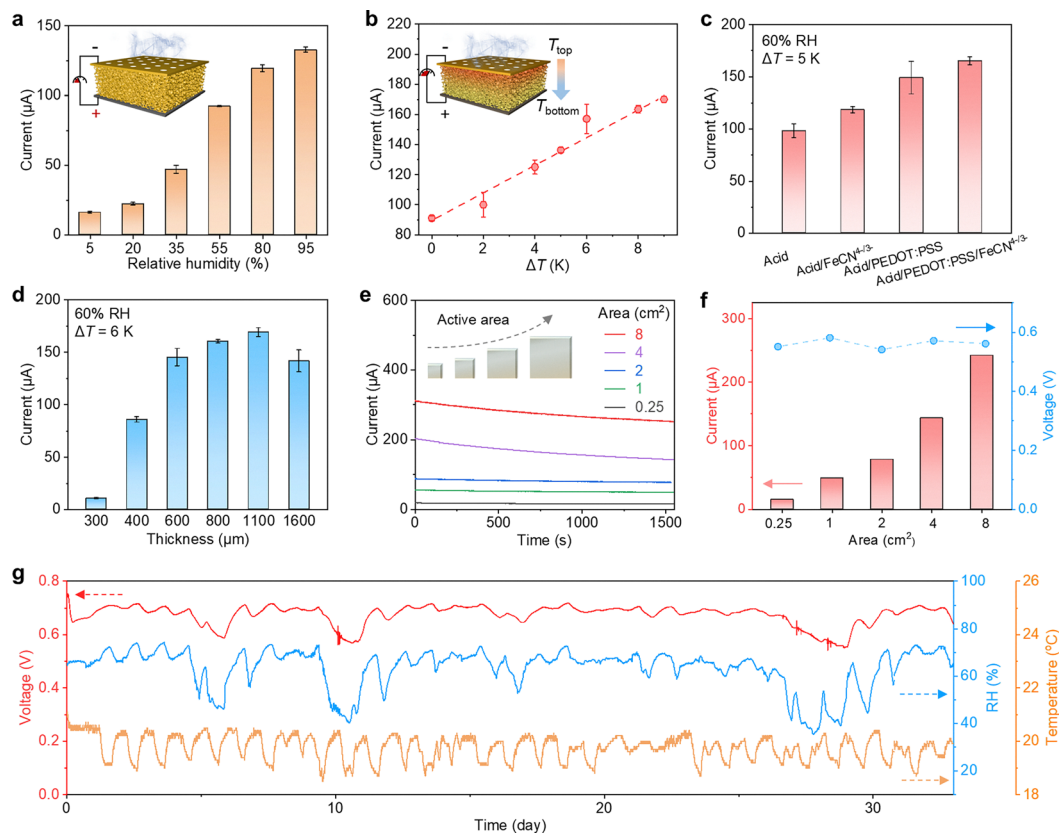 a
150
100
50
0
Current (µA)
-
+
5 20 35 55 80 95
Relative humidity (%)
b
220
200
180
160
140
120
100
80
Current (µA)
-
+
T top
T bottom
0 2 4 6 8
ΔT (K)
c
200
150
100
50
0
Current (µA)
60% RH
ΔT = 5 K
Acid
Acid/FeCN⁴⁻/³⁻
Acid/PEDOT:PSS
Acid/PEDOT:PSS/FeCN⁴⁻/³⁻
d
200
150
100
50
0
Current (µA)
60% RH
ΔT = 6 K
300 400 600 800 1100 1600
Thickness (µm)
e
600
400
200
0
Current (µA)
Active area
Area (cm²)
8
4
2
1
0.25
0 500 1000 1500
Time (s)
f
300
200
100
0
Current (µA)
0.6
0.4
0.2
0.0
Voltage (V)
0.25 1 2 4 8
Area (cm²)
g
0.8
0.6
0.4
0.2
0.0
Voltage (V)
100
80
60
40
20
RH (%)
26
24
22
20
18
Temperature (°C)
0 10 20 30
Time (day)